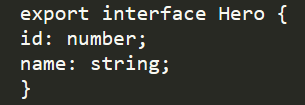 export interface Hero {
id: number;
name: string;
}